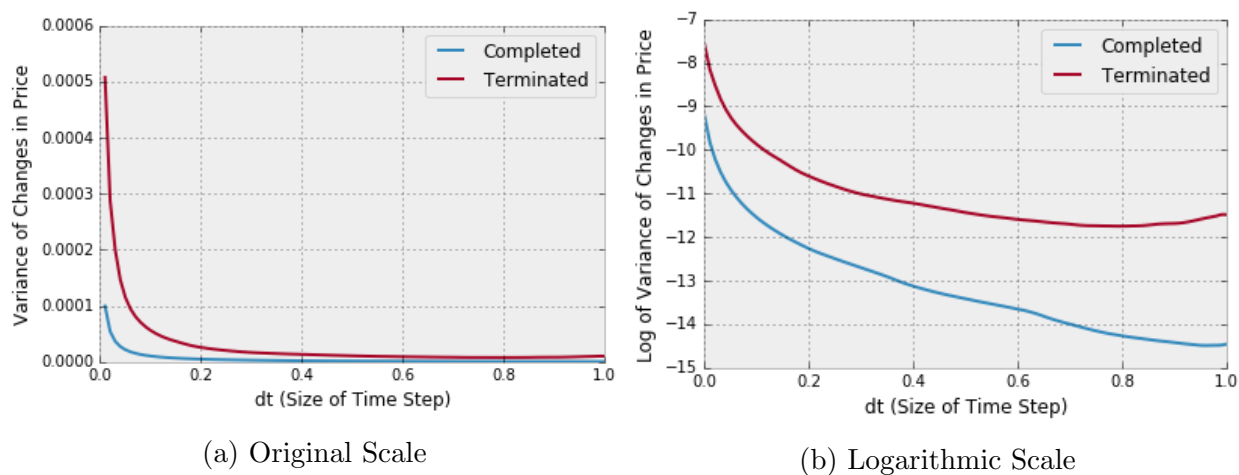 0.0006
0.0005
0.0004
0.0003
0.0002
0.0001
0.0000
Variance of Changes in Price
Completed
Terminated
0.0 0.2 0.4 0.6 0.8 1.0
dt (Size of Time Step)
(a) Original Scale
−7
−8
−9
−10
−11
−12
−13
−14
−15
Log of Variance of Changes in Price
Completed
Terminated
0.0 0.2 0.4 0.6 0.8 1.0
dt (Size of Time Step)
(b) Logarithmic Scale